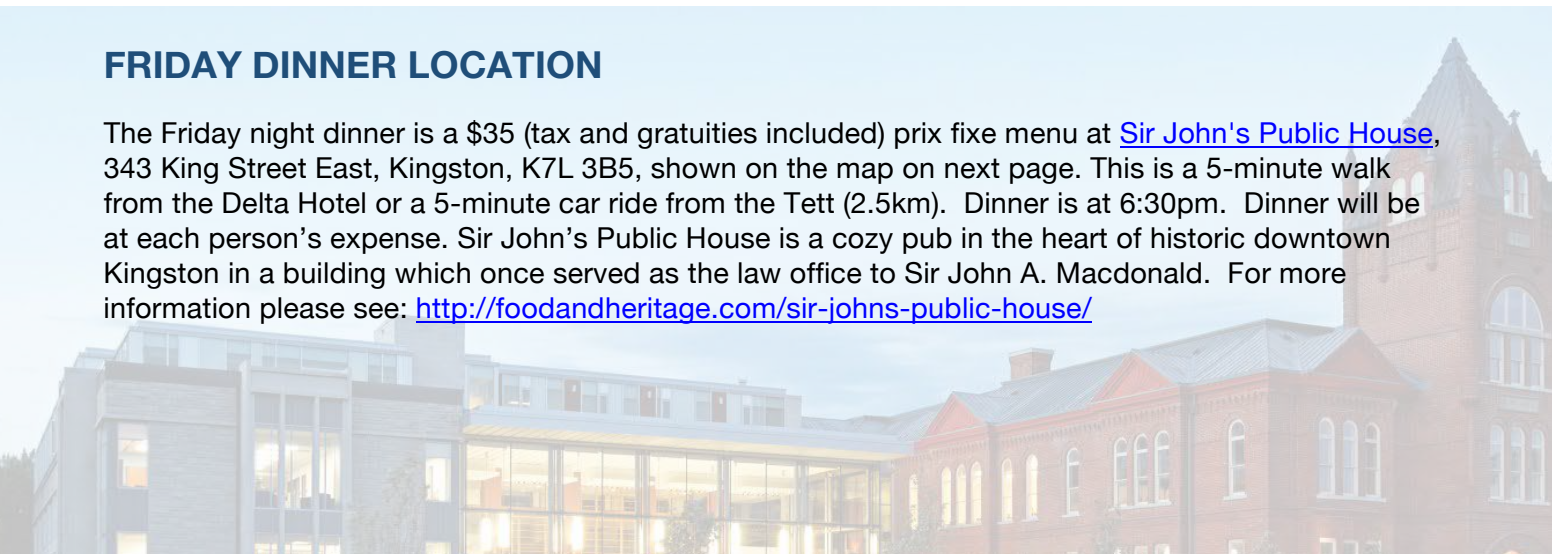 FRIDAY DINNER LOCATION
The Friday night dinner is a $35 (tax and gratuities included) prix fixe menu at Sir John's Public House,
343 King Street East, Kingston, K7L 3B5, shown on the map on next page. This is a 5-minute walk
from the Delta Hotel or a 5-minute car ride from the Tett (2.5km).  Dinner is at 6:30pm.  Dinner will be
at each person’s expense. Sir John’s Public House is a cozy pub in the heart of historic downtown
Kingston in a building which once served as the law office to Sir John A. Macdonald.  For more
information please see: http://foodandheritage.com/sir-johns-public-house/